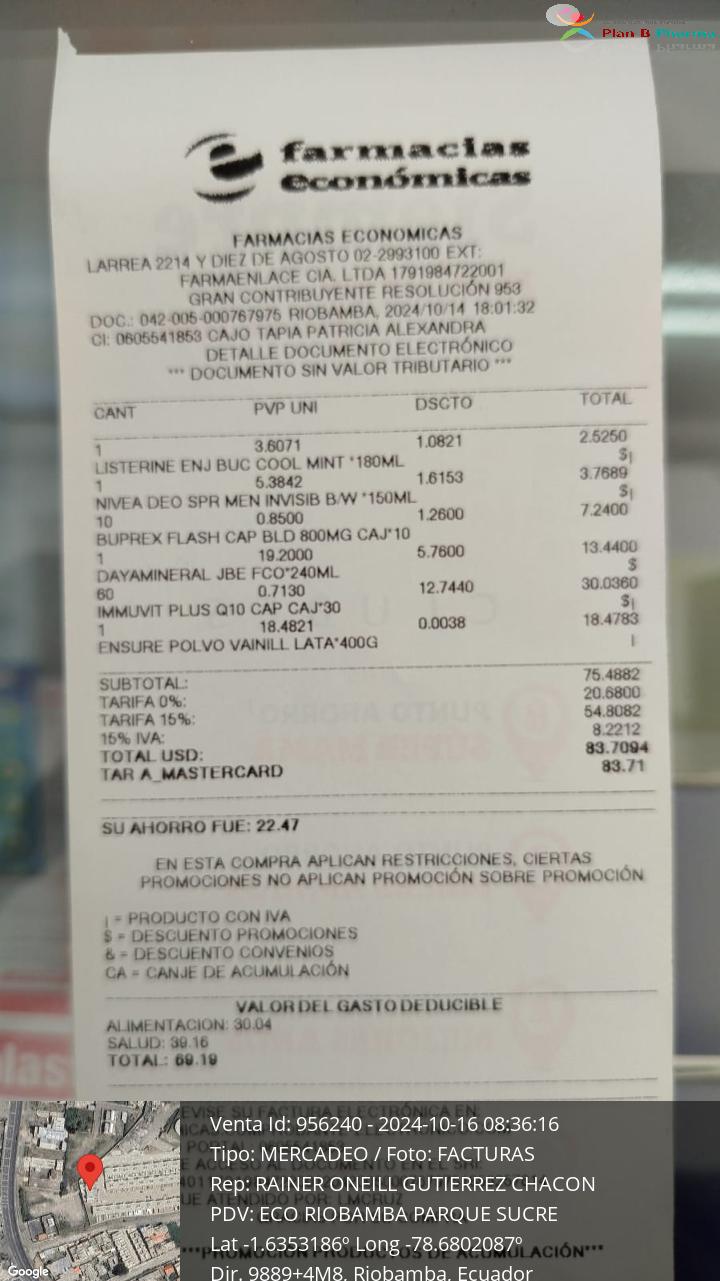 Plan B Pharma
farmacias
económicas
FARMACIAS ECONOMICAS
LARREA 2214 Y DIEZ DE AGOSTO 02-2993100 EXT:
FARMAENLACE CIA. LTDA 1791984722001
GRAN CONTRIBUYENTE RESOLUCIÓN 953
DOC.: 042-005-000767975 RIOBAMBA, 2024/10/14 18:01:32
CI: 0605541853 CAJO TAPIA PATRICIA ALEXANDRA
DETALLE DOCUMENTO ELECTRÓNICO
*** DOCUMENTO SIN VALOR TRIBUTARIO ***
CANT PVP UNI DSCTO TOTAL
1 3.6071 1.0821 2.5250
LISTERINE ENJ BUC COOL MINT *180ML $¡
1 5.3842 1.6153 3.7689
NIVEA DEO SPR MEN INVISIB B/W *150ML $¡
10 0.8500 1.2600 7.2400
BUPREX FLASH CAP BLD 800MG CAJ*10
1 19.2000 5.7600 13.4400
DAYAMINERAL JBE FCO*240ML $
60 0.7130 12.7440 30.0360
IMMUVIT PLUS Q10 CAP CAJ*30 $¡
1 18.4821 0.0038 18.4783
ENSURE POLVO VAINILL LATA*400G ¡
SUBTOTAL: 75.4882
TARIFA 0%: 20.6800
TARIFA 15%: 54.8082
15% IVA: 8.2212
TOTAL USD: 83.7094
TAR A_MASTERCARD 83.71
SU AHORRO FUE: 22.47
EN ESTA COMPRA APLICAN RESTRICCIONES, CIERTAS
PROMOCIONES NO APLICAN PROMOCIÓN SOBRE PROMOCIÓN
¡ = PRODUCTO CON IVA
$ = DESCUENTO PROMOCIONES
& = DESCUENTO CONVENIOS
CA = CANJE DE ACUMULACIÓN
VALOR DEL GASTO DEDUCIBLE
ALIMENTACION: 30.04
SALUD: 39.16
TOTAL: 69.19
EVISE SU FACTURA ELECTRÓNICA EN:
Venta Id: 956240 - 2024-10-16 08:36:16
Tipo: MERCADEO / Foto: FACTURAS
Rep: RAINER ONEILL GUTIERREZ CHACON
PDV: ECO RIOBAMBA PARQUE SUCRE
Lat -1.6353186º Long -78.6802087º
***PROMOCIÓN PRODUCTOS DE ACUMULACIÓN***
Dir. 9889+4M8, Riobamba, Ecuador
Google